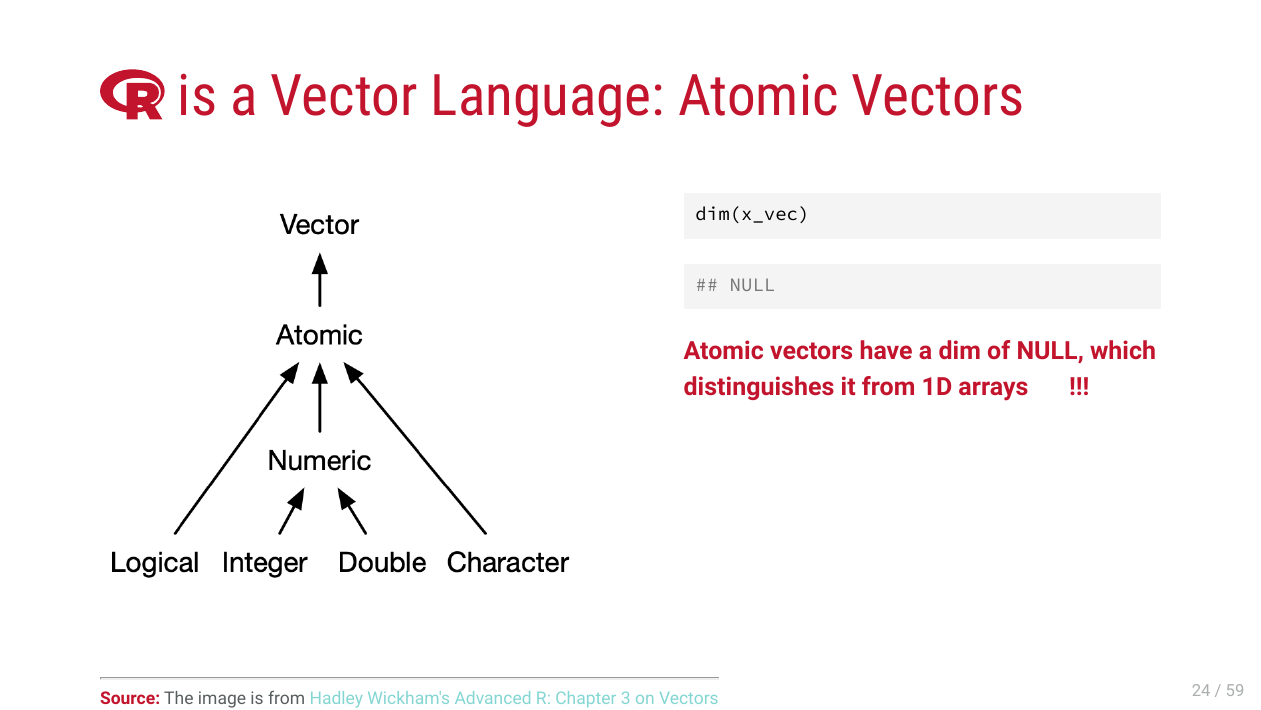 R is a Vector Language: Atomic Vectors
Vector
Atomic
Numeric
Logical Integer Double Character
dim(x_vec)
## NULL
Atomic vectors have a dim of NULL, which
distinguishes it from 1D arrays !!!
Source: The image is from Hadley Wickham's Advanced R: Chapter 3 on Vectors
24 / 59